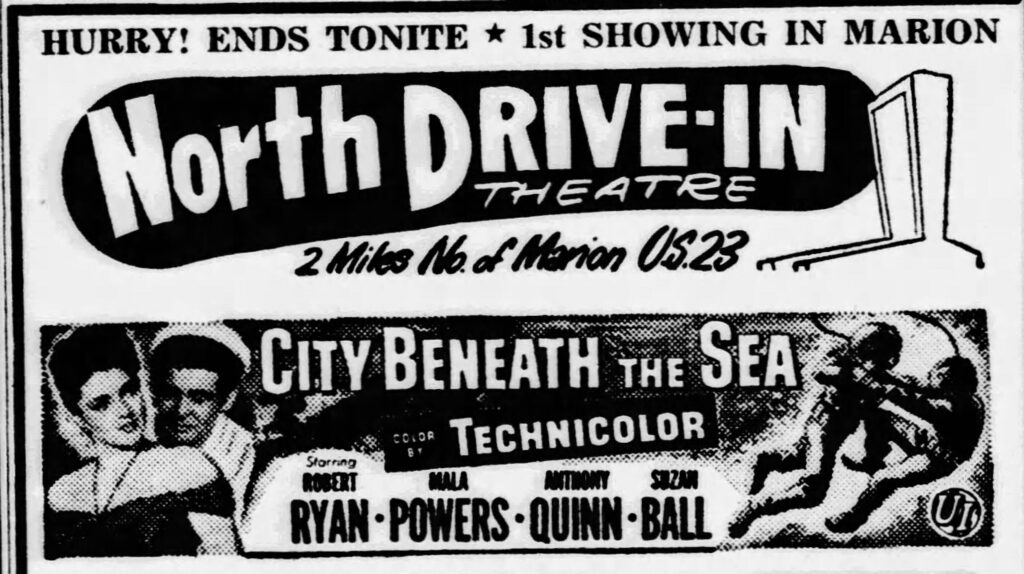 HURRY! ENDS TONITE ★ 1st SHOWING IN MARION
North DRIVE-IN
THEATRE
2 Miles No. of Marion U.S. 23
CITY BENEATH THE SEA
COLOR BY TECHNICOLOR
Starring
ROBERT MALA ANTHONY SUZAN
RYAN · POWERS · QUINN · BALL
UI